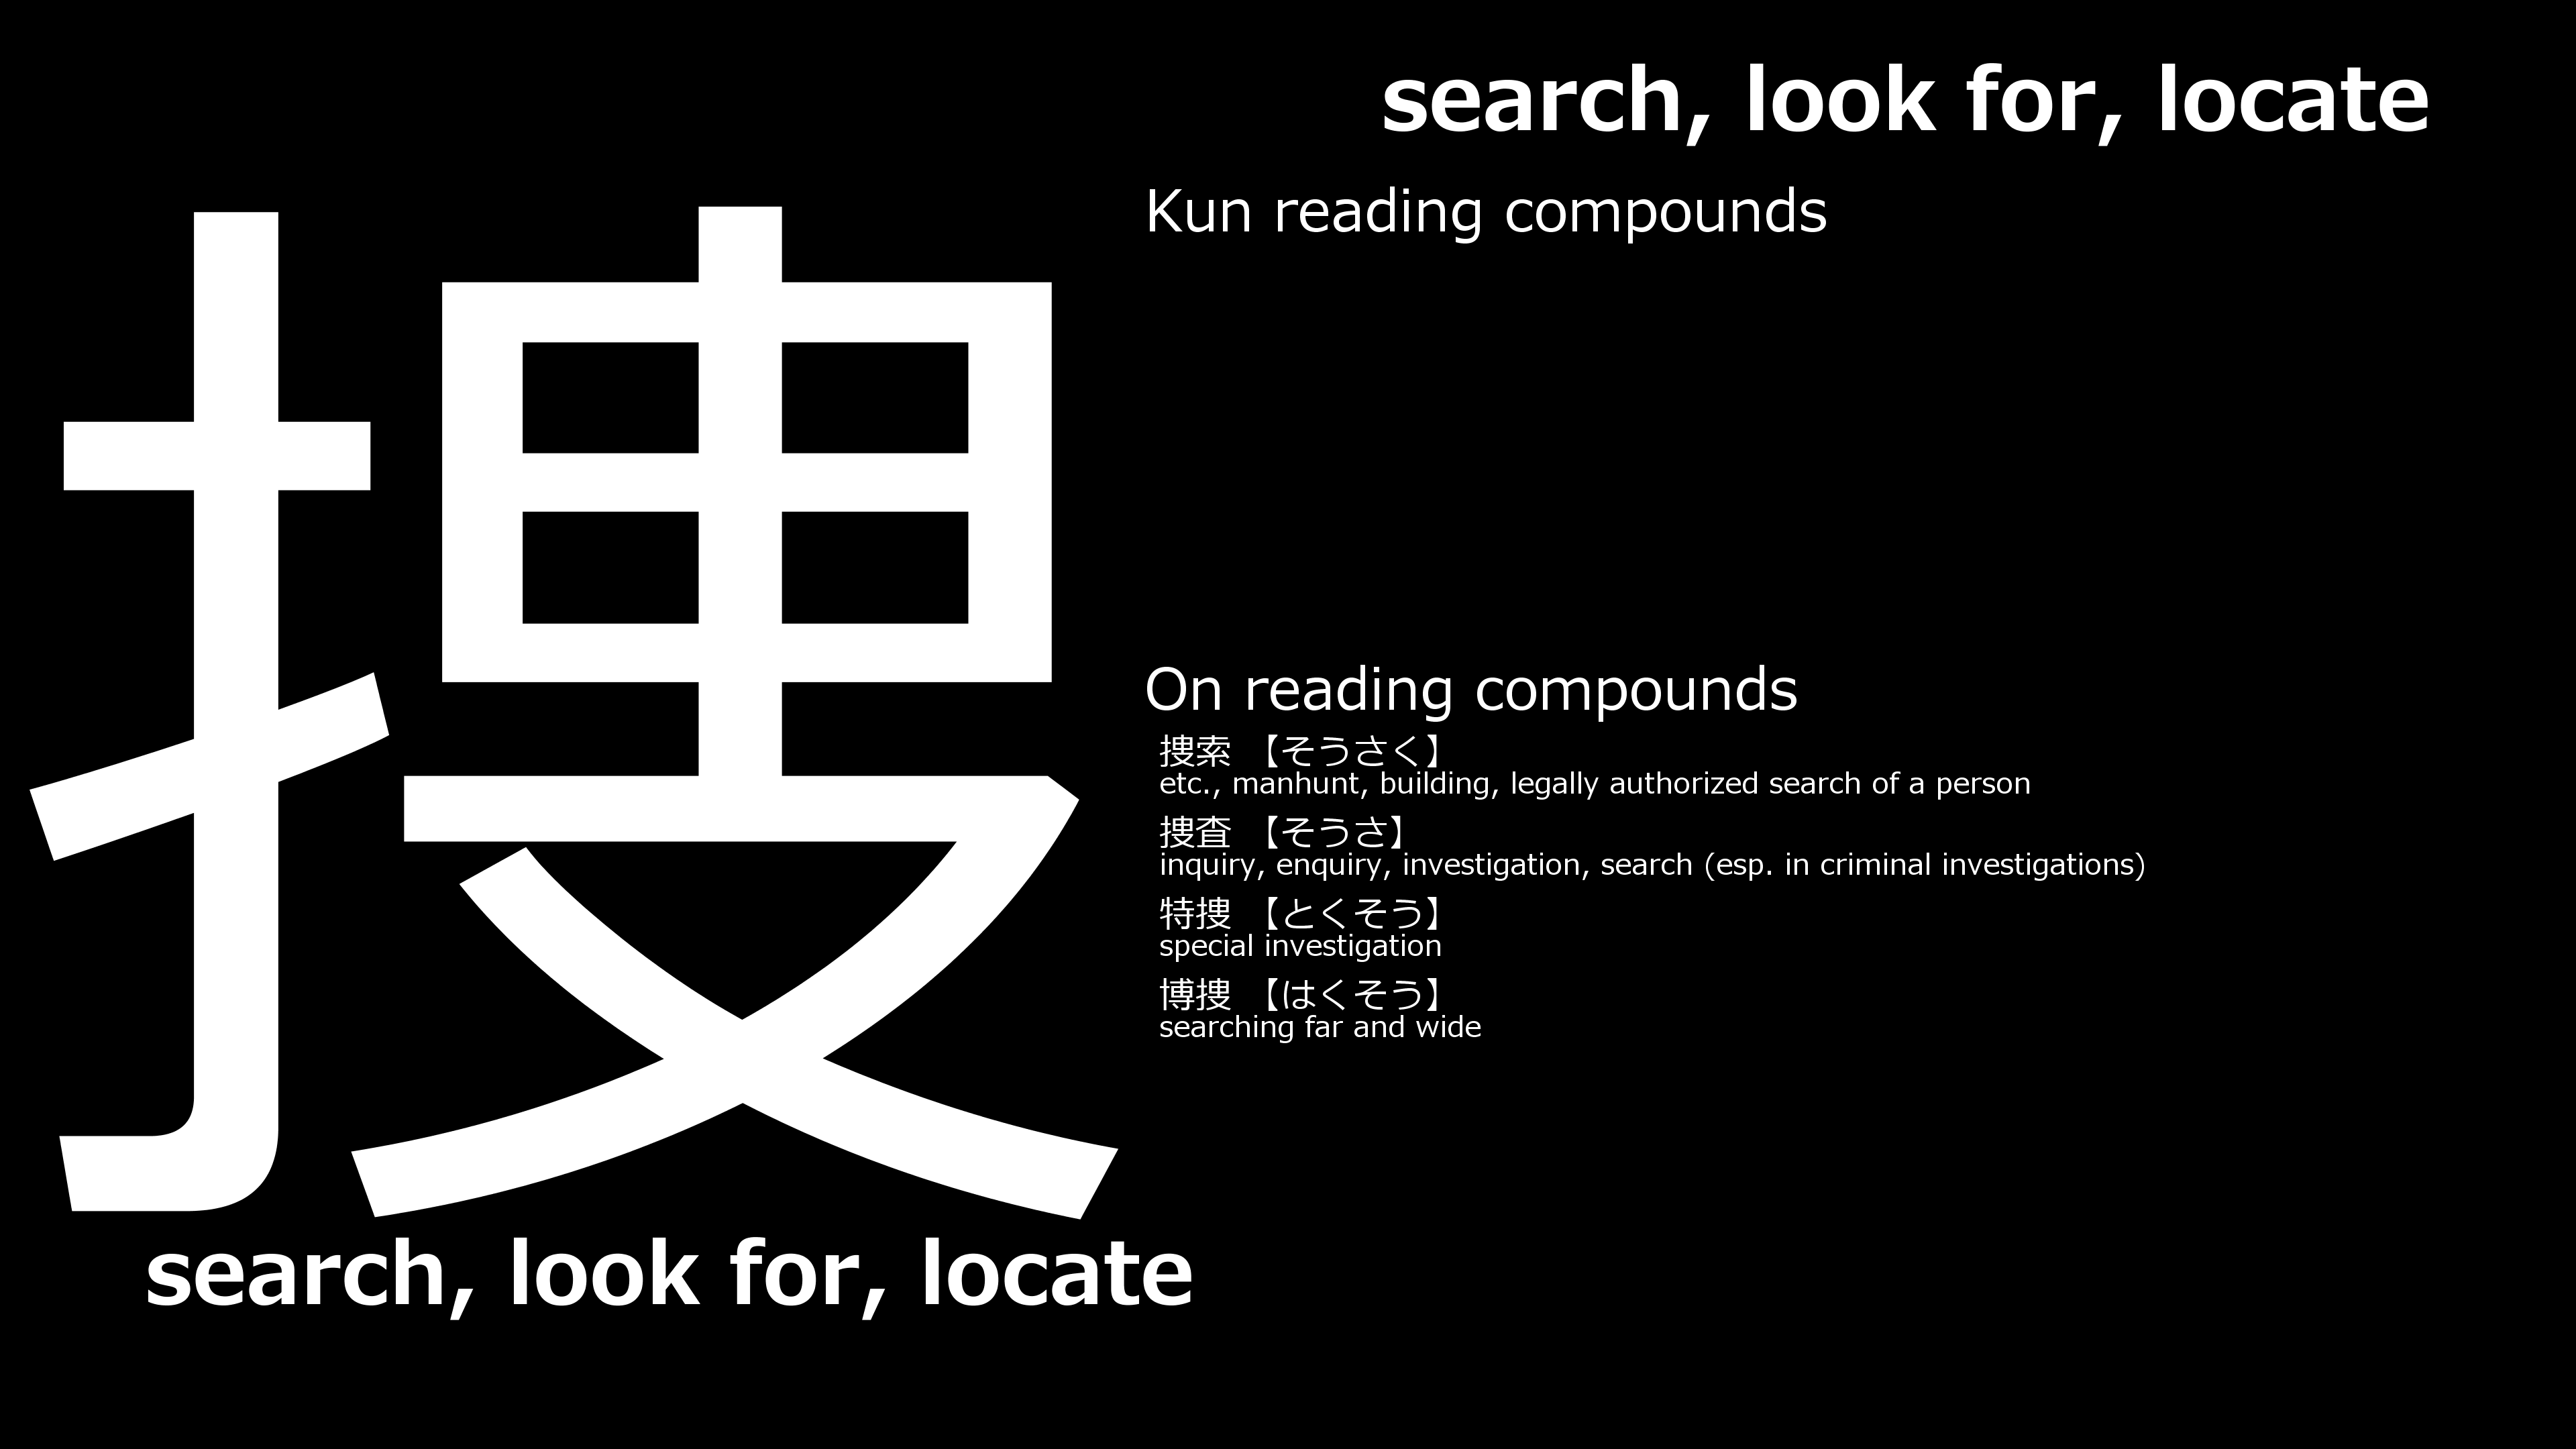 捜
search, look for, locate
search, look for, locate
Kun reading compounds
On reading compounds
捜索 【そうさく】
etc., manhunt, building, legally authorized search of a person
捜査 【そうさ】
inquiry, enquiry, investigation, search (esp. in criminal investigations)
特捜 【とくそう】
special investigation
博捜 【はくそう】
searching far and wide